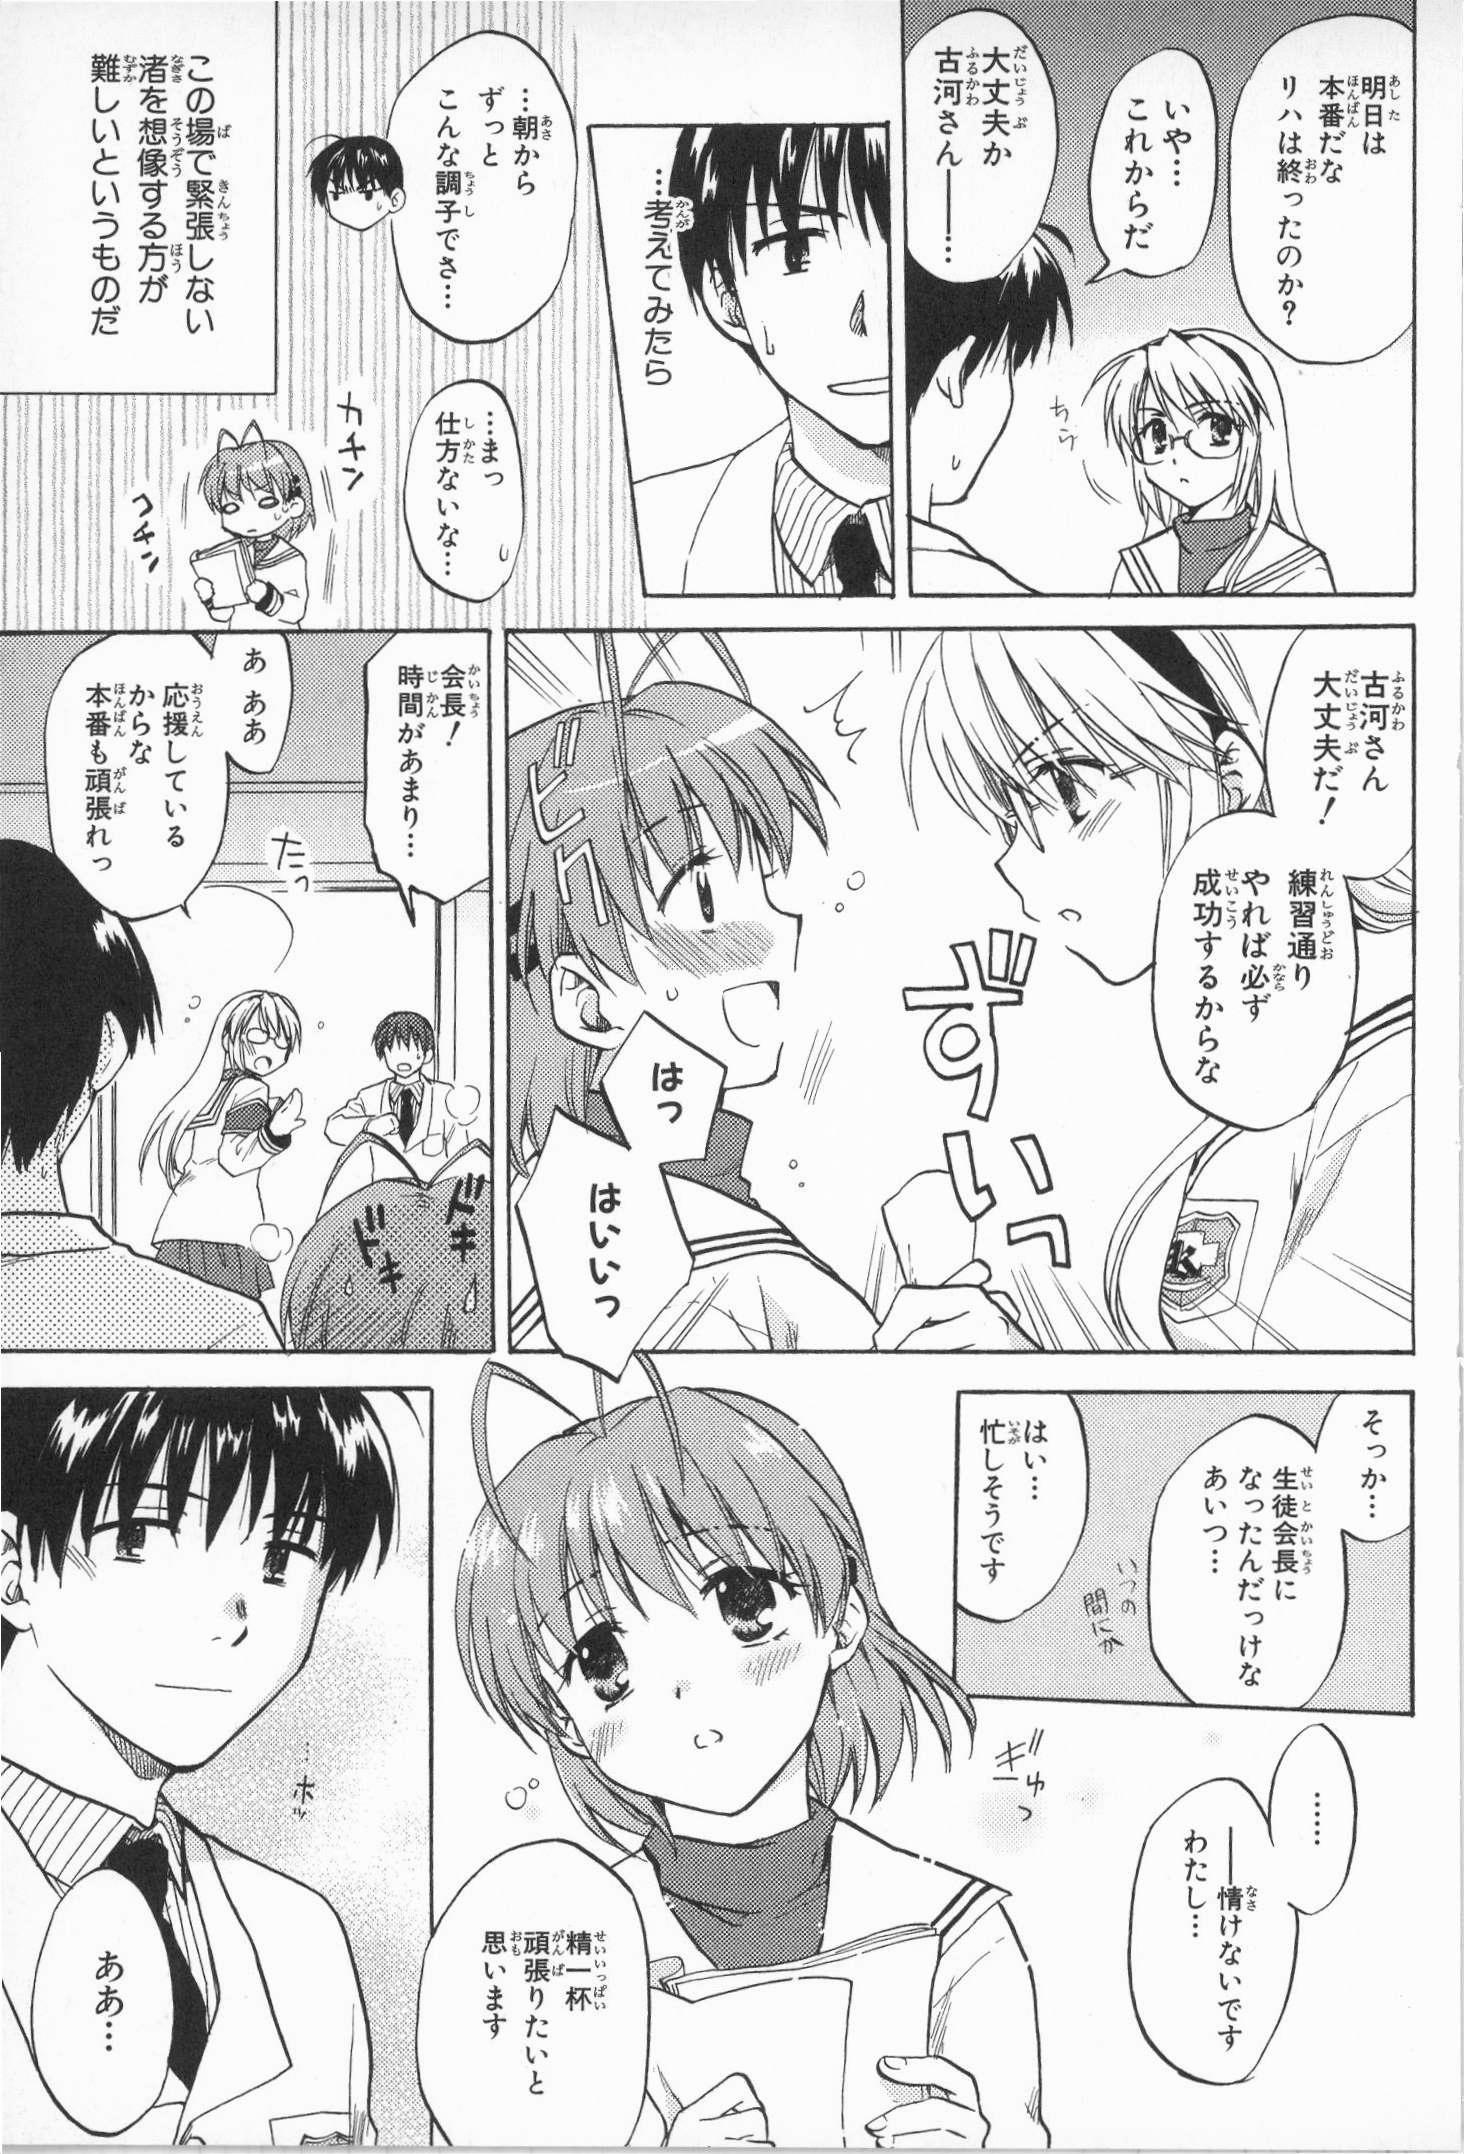 明日は
本番だな
リハは終ったのか？
いや…
これからだ
大丈夫か
古河さん――…
ちら
…考えてみたら
…朝から
ずっと
こんな調子でさ…
…まっ
仕方ないな…
この場で緊張しない
渚を想像する方が
難しいというものだ
カチン
コチン
古河さん
大丈夫だ！
練習通り
やれば必ず
成功するからな
ずいっ
ビビクッ
はっ
はいいっ
会長！
時間があまり…
あ ああ
応援している
からな
本番も頑張れっ
たっ
ドキ
ドキ
そっか…
生徒会長に
なったんだっけな
あいつ…
いつの
間にか
はい…
忙しそうです
……
――情けないです
わたし…
ギゅっ
精一杯
頑張りたいと
思います
……ホッ
ああ…